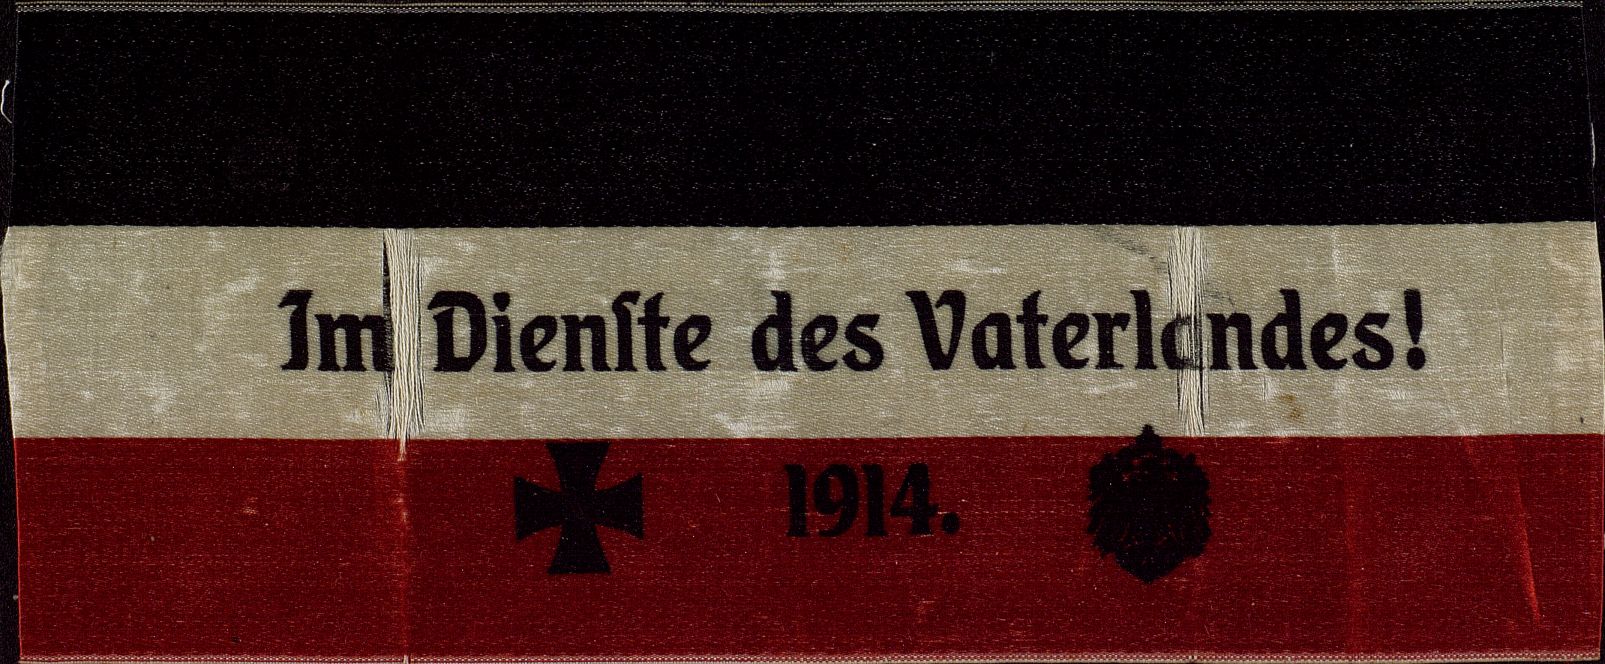 Im Dienſte des Vaterlandes!
1914.